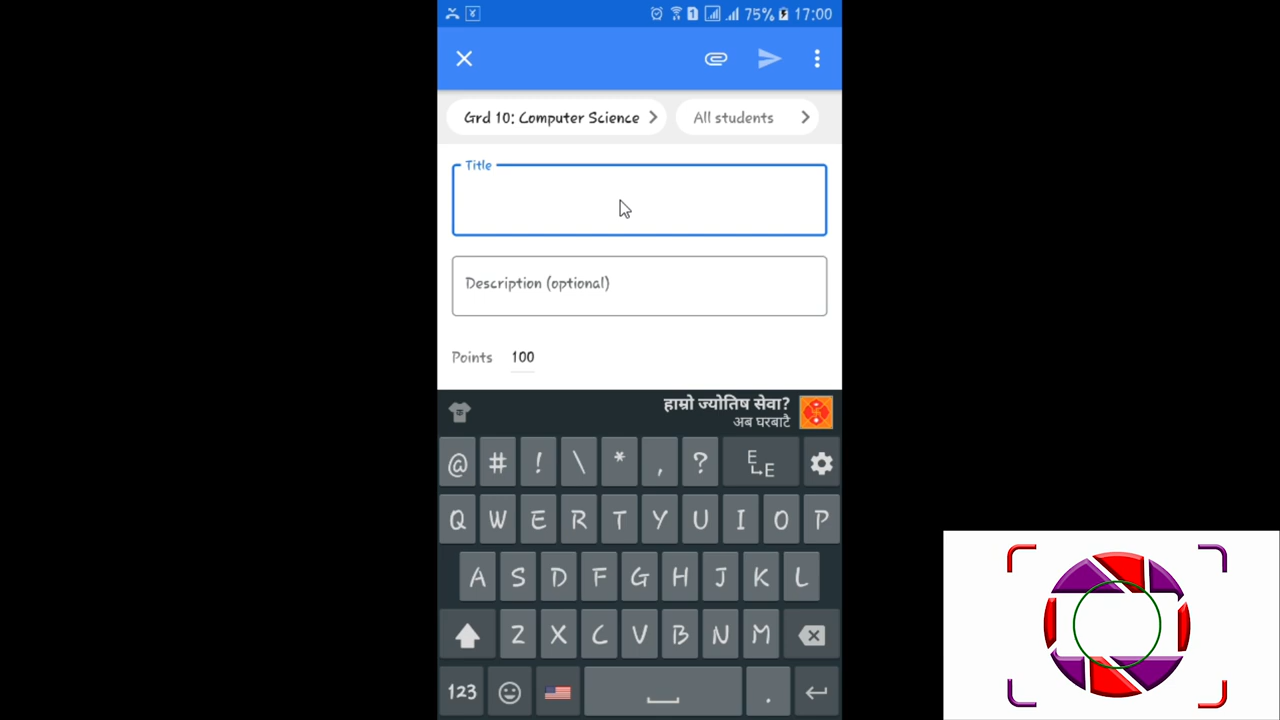 75% 17:00
Grd 10: Computer Science
All students
Title
Description (optional)
Points 100
हाम्रो ज्योतिष सेवा?
अब घरबाटै
@ # ! \ * , ? E E
Q W E R T Y U I O P
A S D F G H J K L
Z X C V B N M
123 .